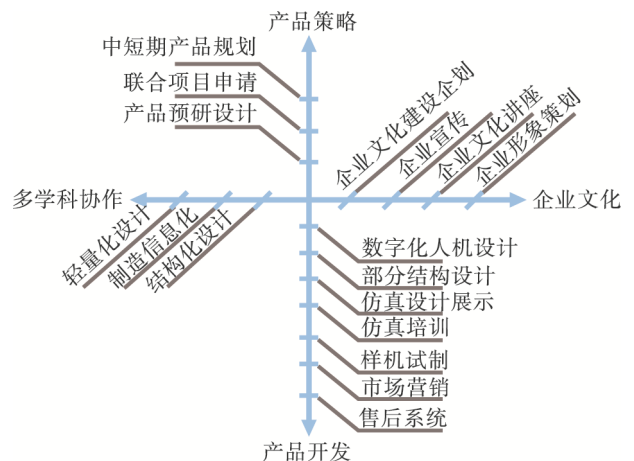 产品策略
中短期产品规划
联合项目申请
产品预研设计
企业文化建设企划
企业宣传
企业文化讲座
企业形象策划
多学科协作
企业文化
轻量化设计
制造信息化
结构化设计
数字化人机设计
部分结构设计
仿真设计展示
仿真培训
样机试制
市场营销
售后系统
产品开发